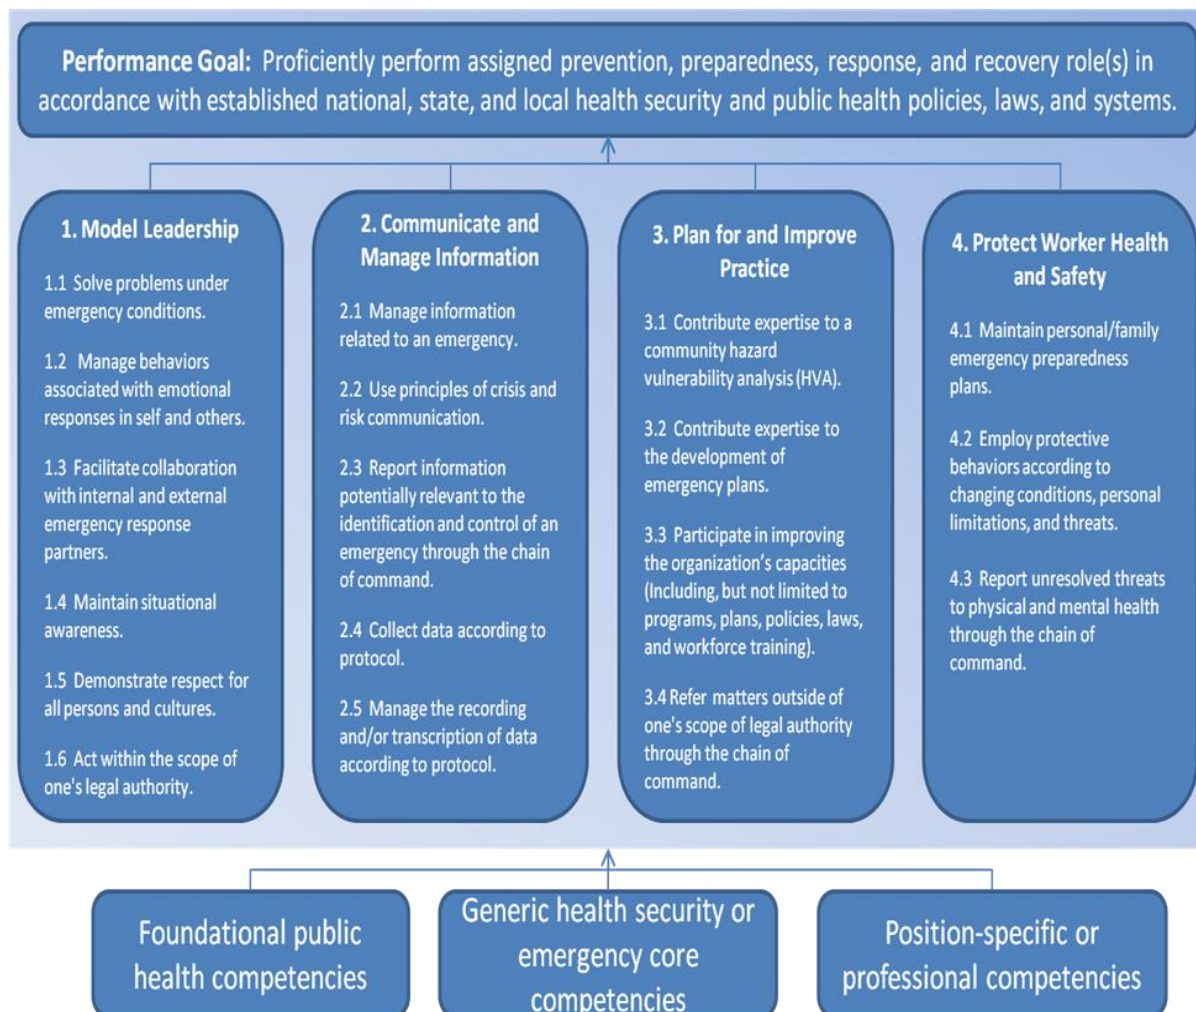 Performance Goal: Proficiently perform assigned prevention, preparedness, response, and recovery role(s) in
accordance with established national, state, and local health security and public health policies, laws, and systems.
1. Model Leadership
1.1 Solve problems under
emergency conditions.
1.2 Manage behaviors
associated with emotional
responses in self and others.
1.3 Facilitate collaboration
with internal and external
emergency response
partners.
1.4 Maintain situational
awareness.
1.5 Demonstrate respect for
all persons and cultures.
1.6 Act within the scope of
one's legal authority.
2. Communicate and
Manage Information
2.1 Manage information
related to an emergency.
2.2 Use principles of crisis and
risk communication.
2.3 Report information
potentially relevant to the
identification and control of an
emergency through the chain
of command.
2.4 Collect data according to
protocol.
2.5 Manage the recording
and/or transcription of data
according to protocol.
3. Plan for and Improve
Practice
3.1 Contribute expertise to a
community hazard
vulnerability analysis (HVA).
3.2 Contribute expertise to
the development of
emergency plans.
3.3 Participate in improving
the organization’s capacities
(Including, but not limited to
programs, plans, policies, laws,
and workforce training).
3.4 Refer matters outside of
one's scope of legal authority
through the chain of
command.
4. Protect Worker Health
and Safety
4.1 Maintain personal/family
emergency preparedness
plans.
4.2 Employ protective
behaviors according to
changing conditions, personal
limitations, and threats.
4.3 Report unresolved threats
to physical and mental health
through the chain of
command.
Foundational public
health competencies
Generic health security or
emergency core
competencies
Position-specific or
professional competencies